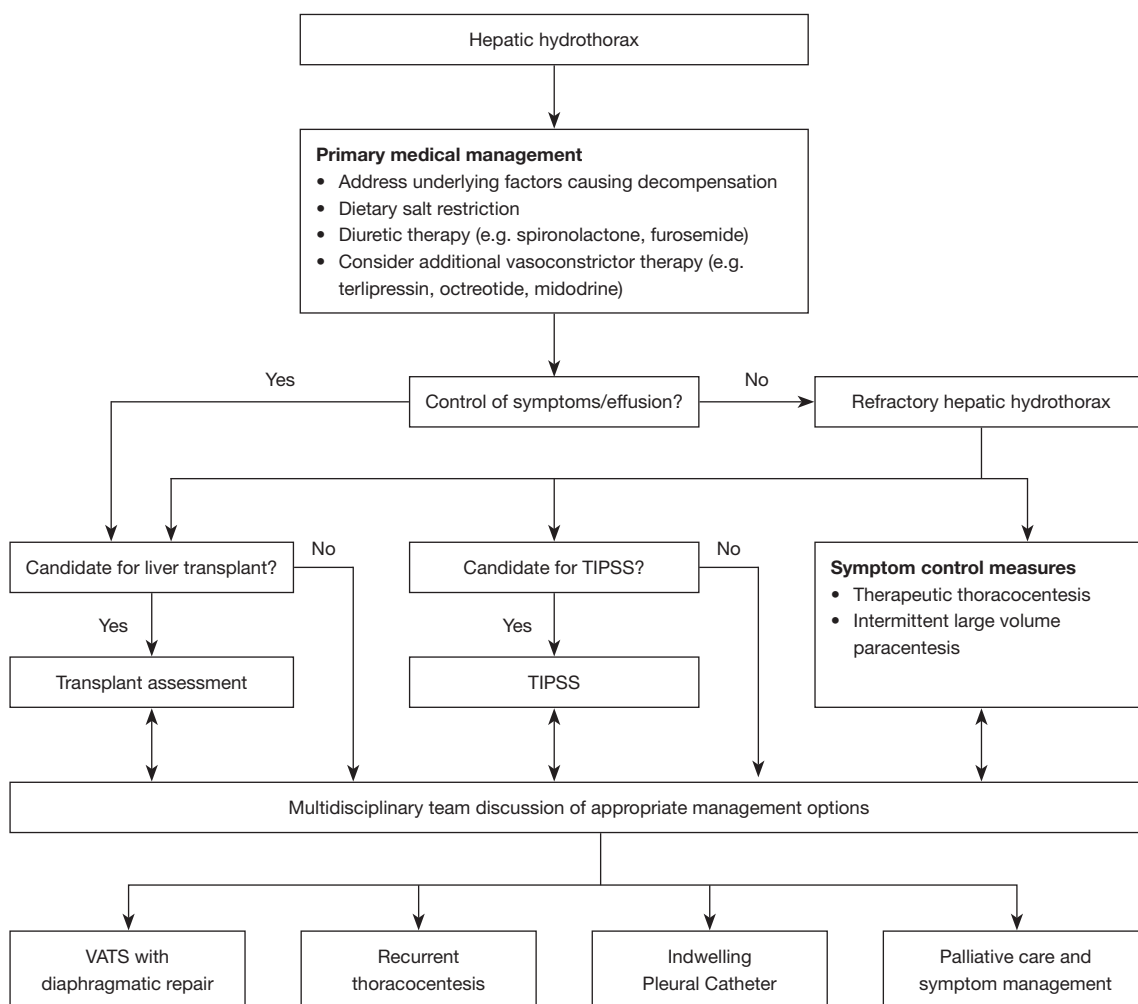 Hepatic hydrothorax
Primary medical management
• Address underlying factors causing decompensation
• Dietary salt restriction
• Diuretic therapy (e.g. spironolactone, furosemide)
• Consider additional vasoconstrictor therapy (e.g.
terlipressin, octreotide, midodrine)
Yes
Control of symptoms/effusion?
No
Refractory hepatic hydrothorax
Candidate for liver transplant?
No
Candidate for TIPSS?
No
Symptom control measures
• Therapeutic thoracocentesis
• Intermittent large volume
paracentesis
Yes
Yes
Transplant assessment
TIPSS
Multidisciplinary team discussion of appropriate management options
VATS with
diaphragmatic repair
Recurrent
thoracocentesis
Indwelling
Pleural Catheter
Palliative care and
symptom management